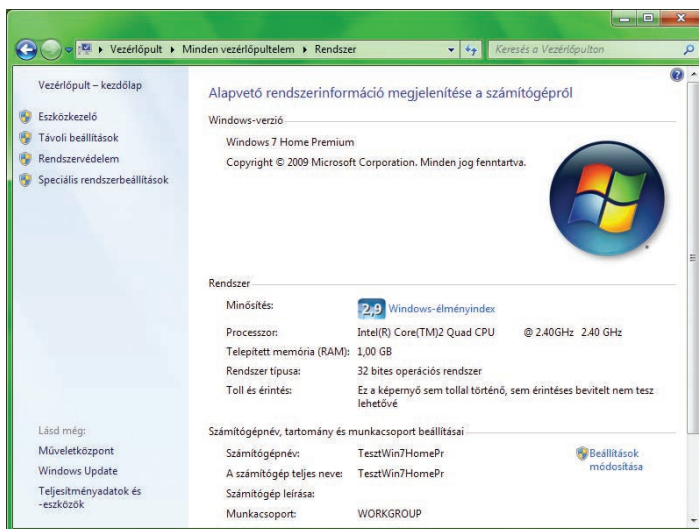 Vezérlőpult ▸ Minden vezérlőpultelem ▸ Rendszer
Keresés a Vezérlőpulton
Vezérlőpult – kezdőlap
Eszközkezelő
Távoli beállítások
Rendszervédelem
Speciális rendszerbeállítások
Alapvető rendszerinformáció megjelenítése a számítógépről
Windows-verzió
Windows 7 Home Premium
Copyright © 2009 Microsoft Corporation. Minden jog fenntartva.
Rendszer
Minősítés: 2,9 Windows-élményindex
Processzor: Intel(R) Core(TM)2 Quad CPU @ 2.40GHz 2.40 GHz
Telepített memória (RAM): 1,00 GB
Rendszer típusa: 32 bites operációs rendszer
Toll és érintés: Ez a képernyő sem tollal történő, sem érintéses bevitelt nem tesz
lehetővé
Számítógépnév, tartomány és munkacsoport beállításai
Számítógépnév: TesztWin7HomePr
Beállítások
módosítása
A számítógép teljes neve: TesztWin7HomePr
Számítógép leírása:
Munkacsoport: WORKGROUP
Lásd még:
Műveletközpont
Windows Update
Teljesítményadatok és
-eszközök